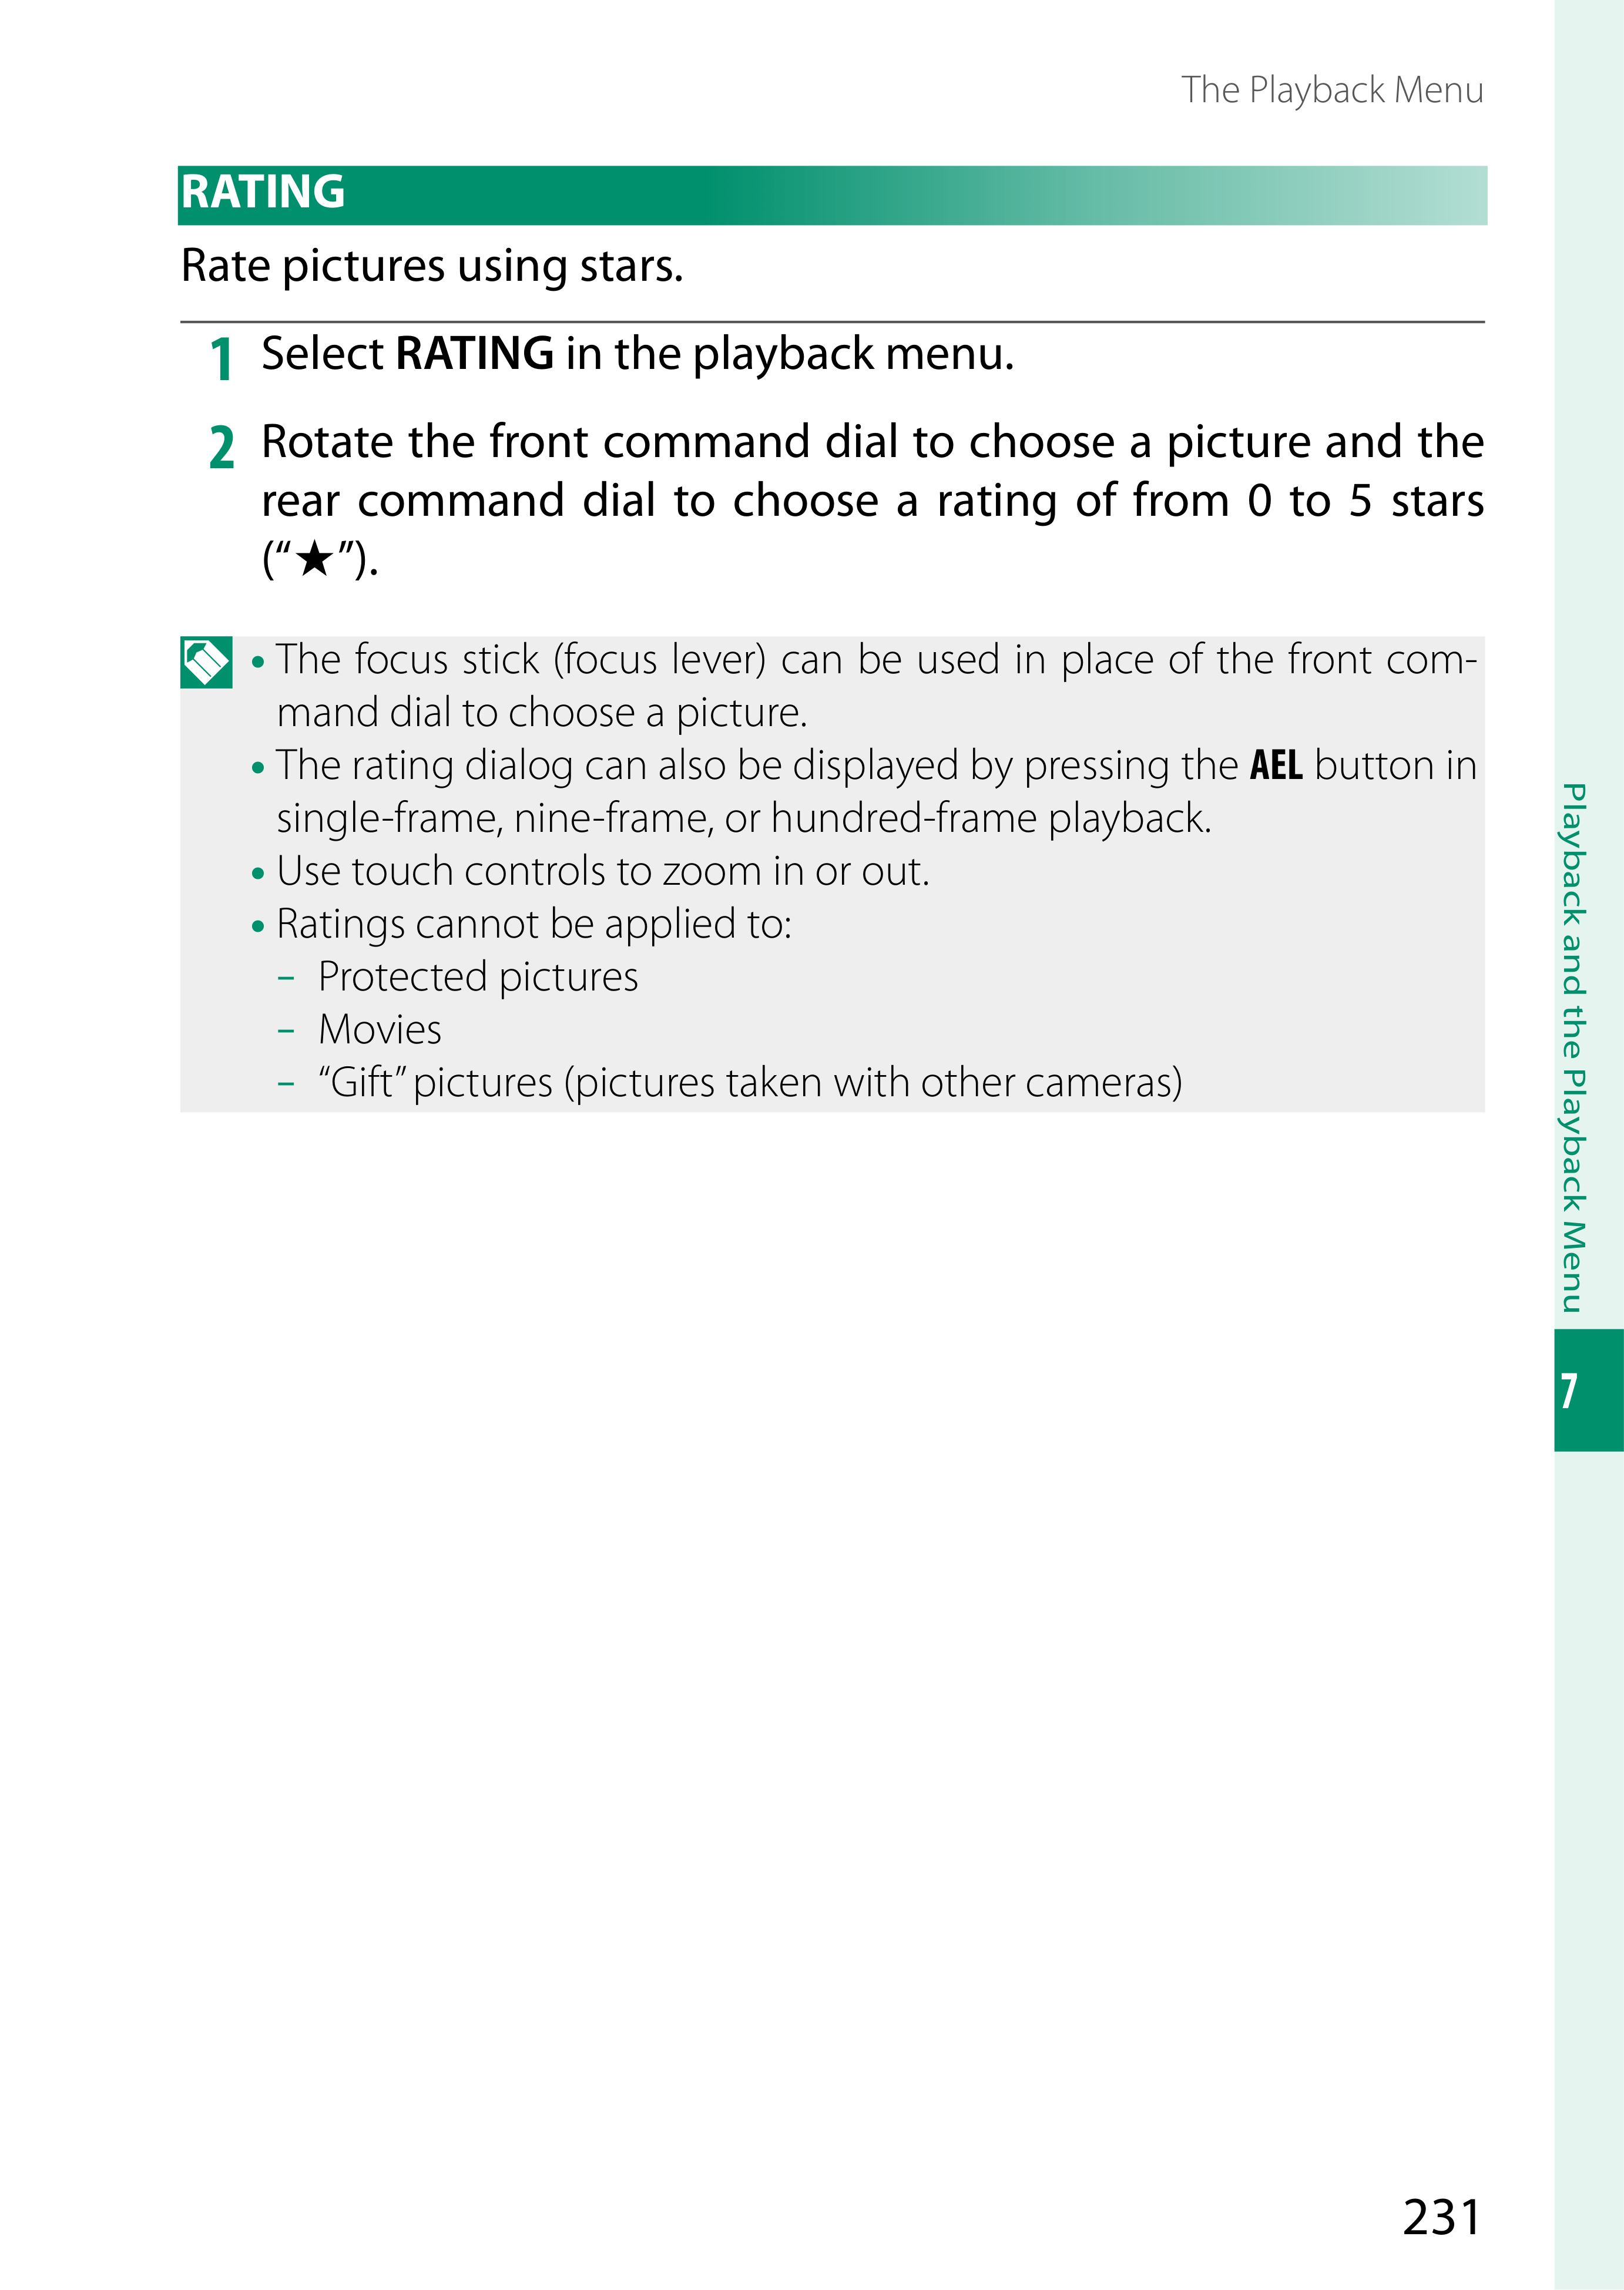 The Playback Menu
RATING
Rate pictures using stars.
1 Select RATING in the playback menu.
2 Rotate the front command dial to choose a picture and the
rear command dial to choose a rating of from 0 to 5 stars
(“★”).
• The focus stick (focus lever) can be used in place of the front com-
mand dial to choose a picture.
• The rating dialog can also be displayed by pressing the AEL button in
single-frame, nine-frame, or hundred-frame playback.
• Use touch controls to zoom in or out.
• Ratings cannot be applied to:
– Protected pictures
– Movies
– “Gift” pictures (pictures taken with other cameras)
Playback and the Playback Menu
7
231